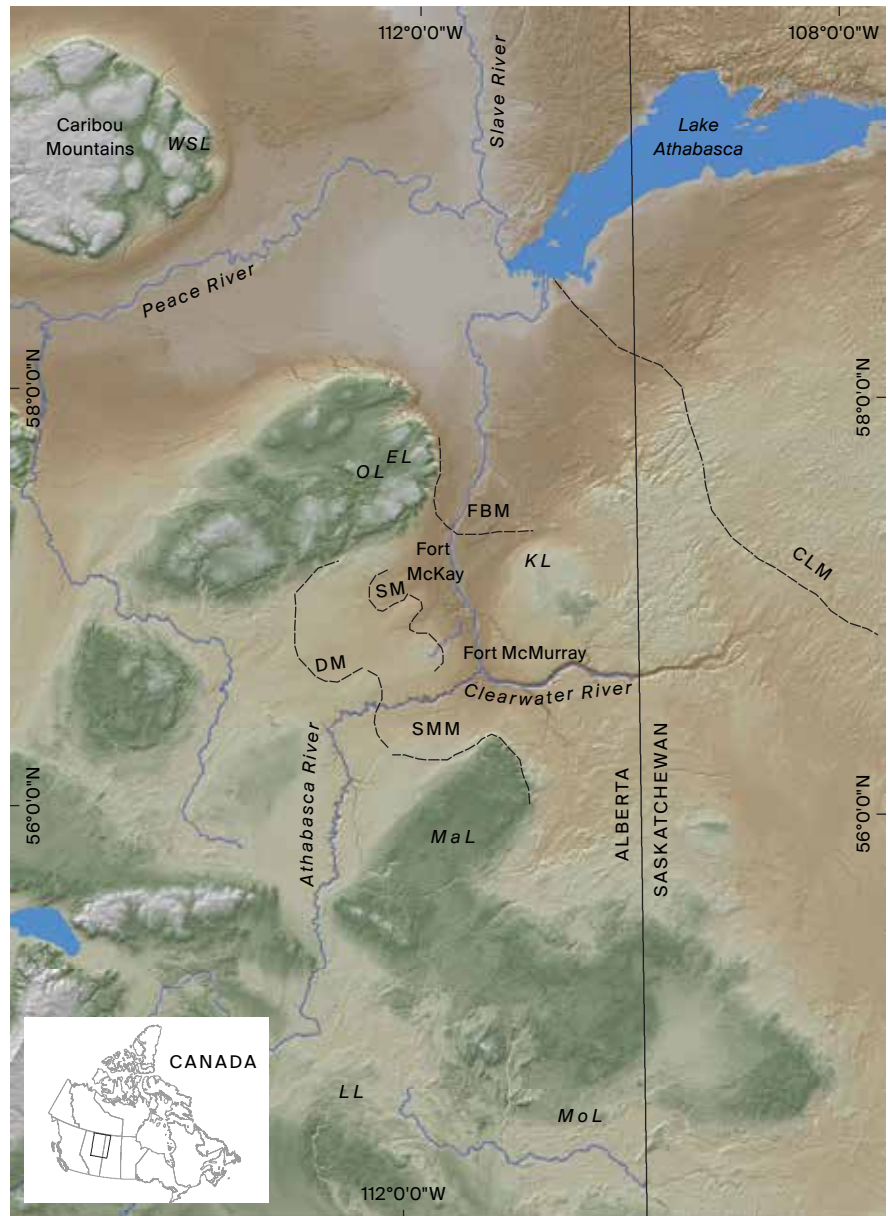 112°0'0"W
108°0'0"W
Slave River
Caribou
Mountains
WSL
Lake
Athabasca
Peace River
58°0'0"N
58°0'0"N
EL
OL
FBM
Fort
McKay
KL
CLM
SM
Fort McMurray
DM
Clearwater River
SMM
Athabasca River
ALBERTA
SASKATCHEWAN
56°0'0"N
56°0'0"N
MaL
CANADA
LL
MoL
112°0'0"W